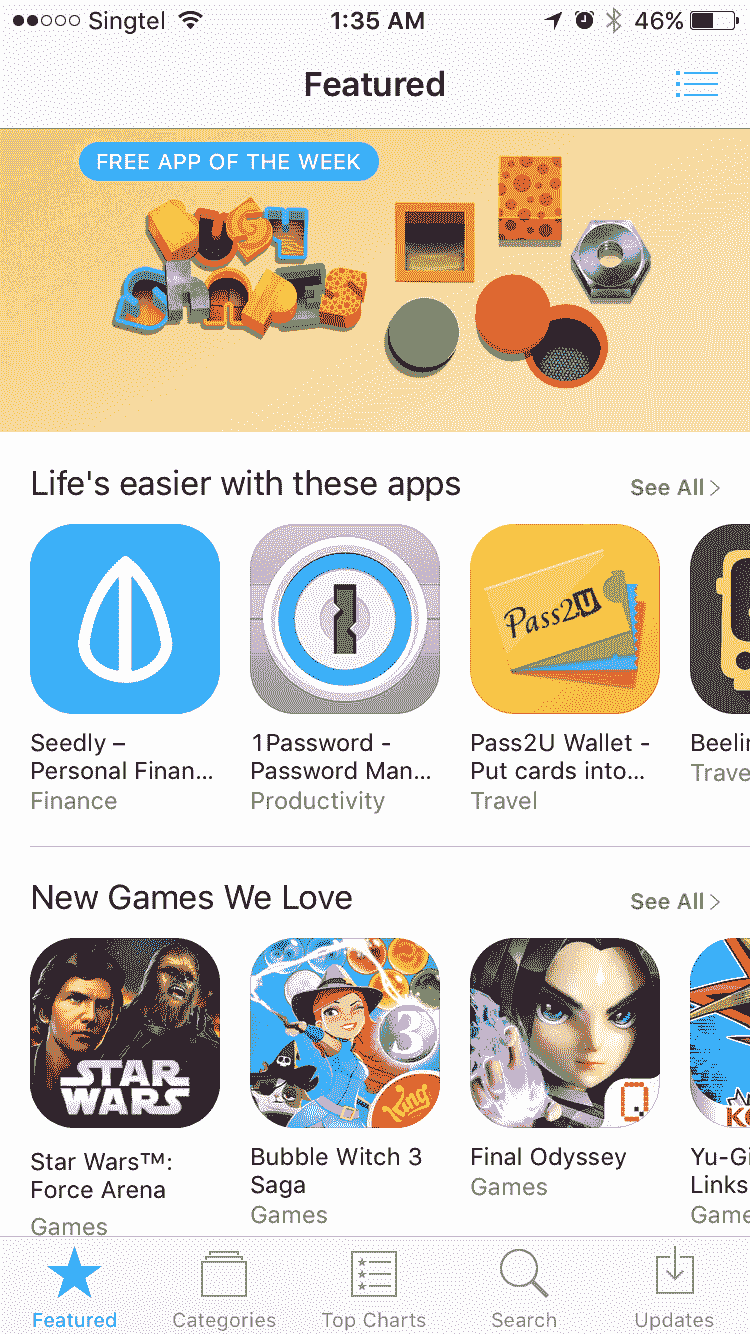 Singtel 1:35 AM 46%
Featured
FREE APP OF THE WEEK
PUSH
ShAPES
Life's easier with these apps See All >
Pass2U
Seedly –
Personal Finan...
Finance
1Password -
Password Man...
Productivity
Pass2U Wallet -
Put cards into...
Travel
Beelin
Trave
New Games We Love See All >
STAR
WARS
3
King
Star Wars™:
Force Arena
Games
Bubble Witch 3
Saga
Games
Final Odyssey
Games
Yu-Gi
Links
Game
Featured Categories Top Charts Search Updates